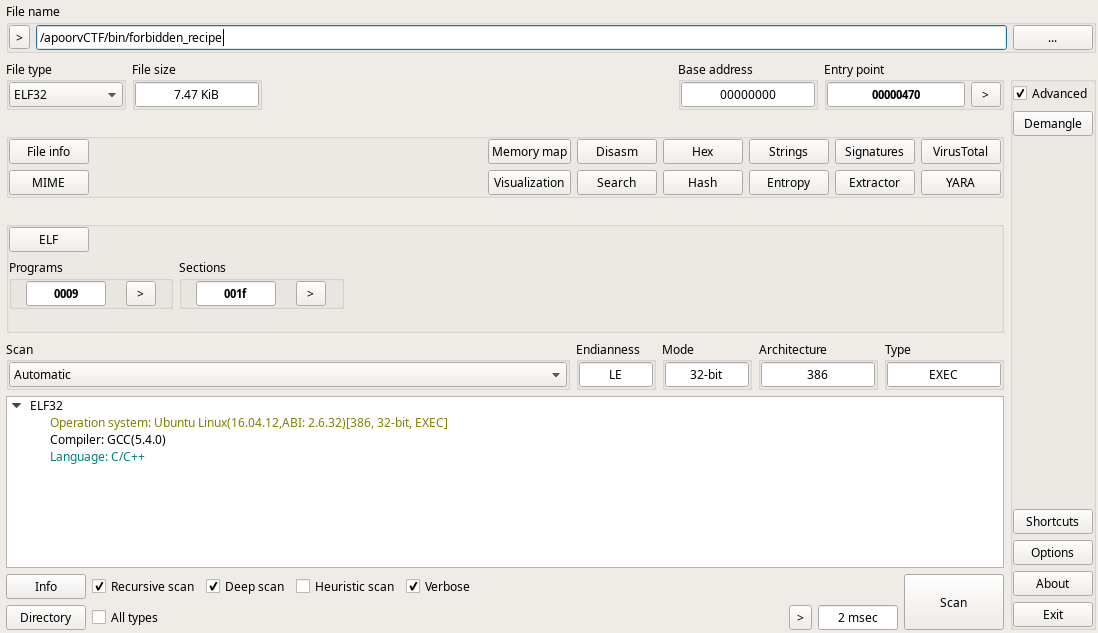 File name
> /apoorvCTF/bin/forbidden_recipe ...
File type File size Base address Entry point
ELF32 7.47 KiB 00000000 00000470 > Advanced
Demangle
File info Memory map Disasm Hex Strings Signatures VirusTotal
MIME Visualization Search Hash Entropy Extractor YARA
ELF
Programs Sections
0009 > 001f >
Scan Endianness Mode Architecture Type
Automatic LE 32-bit 386 EXEC
ELF32
Operation system: Ubuntu Linux(16.04.12,ABI: 2.6.32)[386, 32-bit, EXEC]
Compiler: GCC(5.4.0)
Language: C/C++
Shortcuts
Options
Info Recursive scan Deep scan Heuristic scan Verbose Scan About
Directory All types > 2 msec Exit